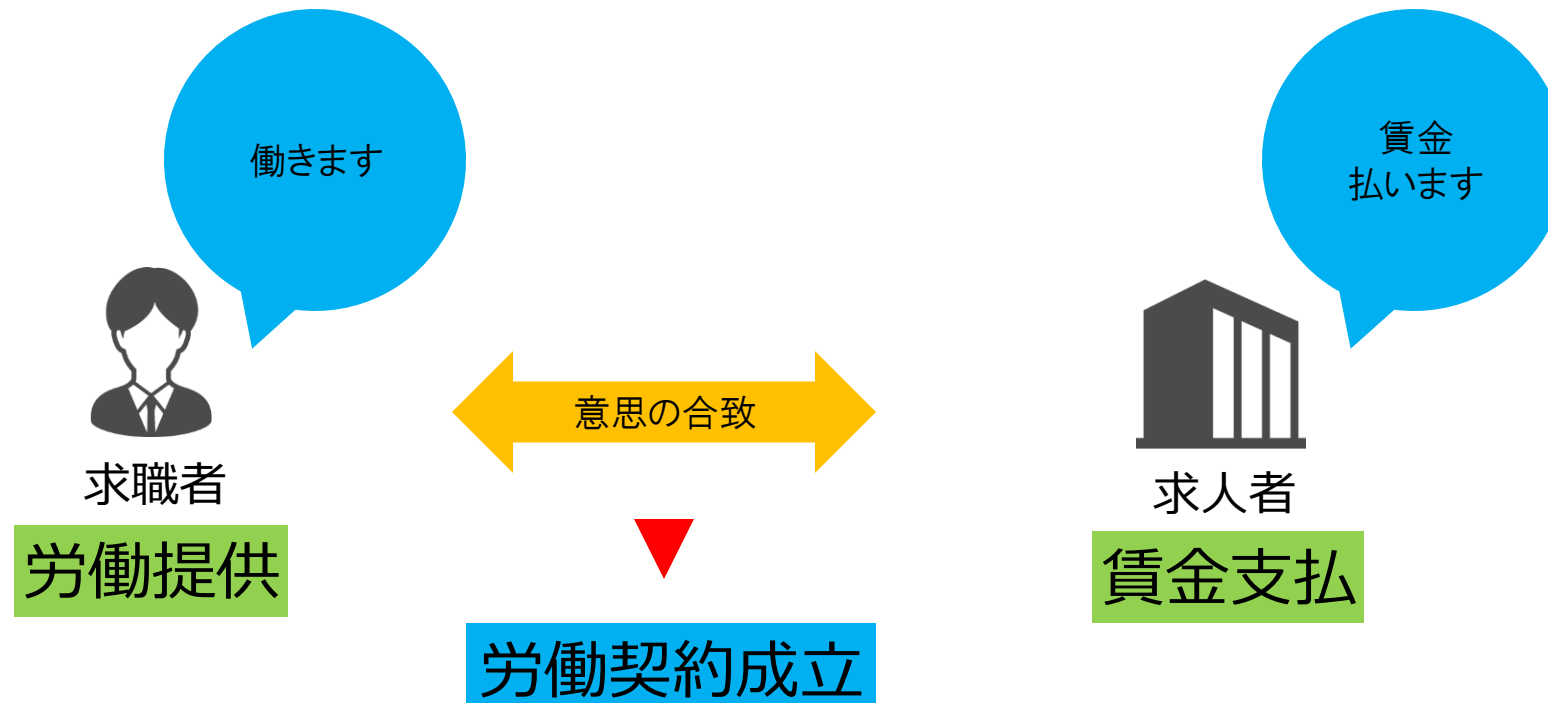 働きます
賃金
払います
意思の合致
求職者
求人者
労働提供
賃金支払
労働契約成立